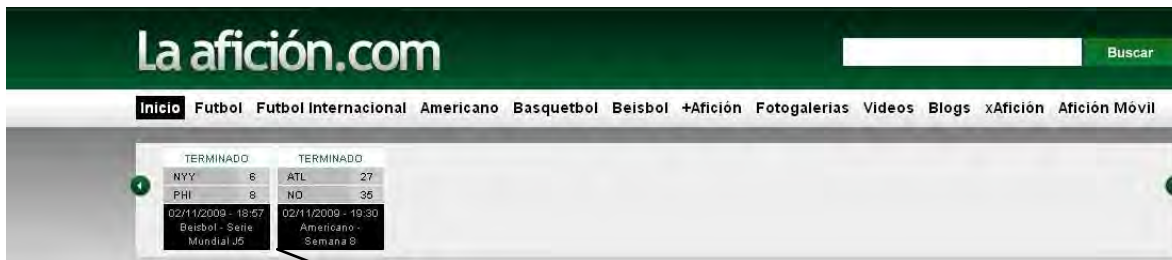 La afición.com
Buscar
Inicio Futbol Futbol Internacional Americano Basquetbol Beisbol +Afición Fotogalerias Videos Blogs xAfición Afición Móvil
TERMINADO
NYY 6
PHI 8
02/11/2009 - 18:57
Beisbol - Serie
Mundial J5
TERMINADO
ATL 27
NO 35
02/11/2009 - 19:30
Americano -
Semana 8